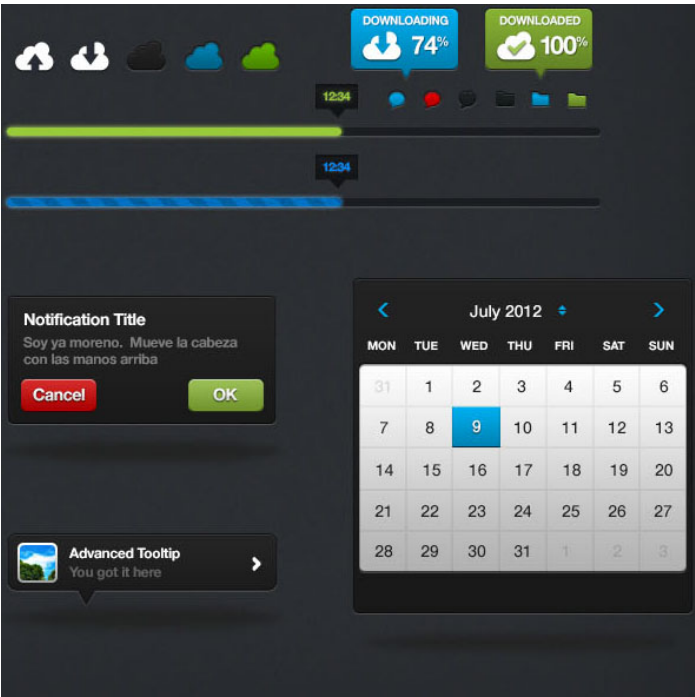 DOWNLOADING
74%
DOWNLOADED
100%
12:34
12:34
Notification Title
Soy ya moreno. Mueve la cabeza
con las manos arriba
Cancel
OK
Advanced Tooltip
You got it here
July 2012
MON TUE WED THU FRI SAT SUN
31 1 2 3 4 5 6
7 8 9 10 11 12 13
14 15 16 17 18 19 20
21 22 23 24 25 26 27
28 29 30 31 1 2 3